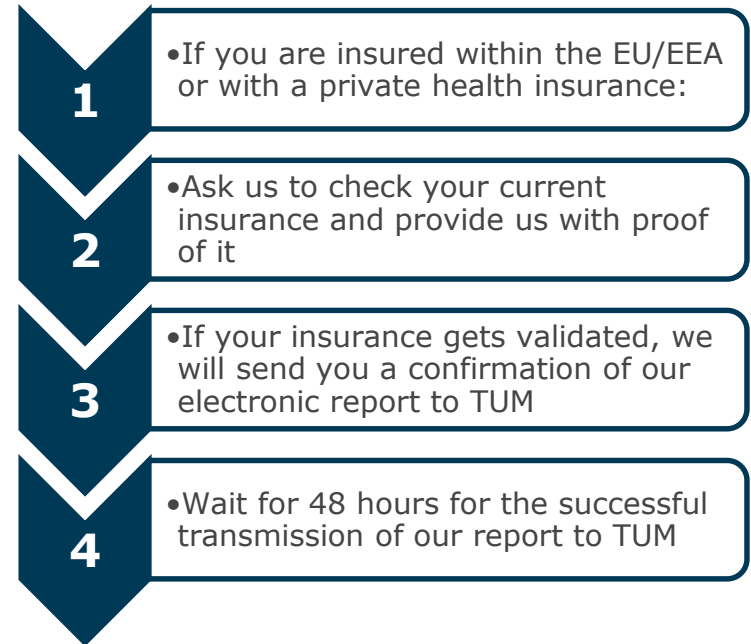 1
•If you are insured within the EU/EEA
or with a private health insurance:
2
•Ask us to check your current
insurance and provide us with proof
of it
3
•If your insurance gets validated, we
will send you a confirmation of our
electronic report to TUM
4
•Wait for 48 hours for the successful
transmission of our report to TUM